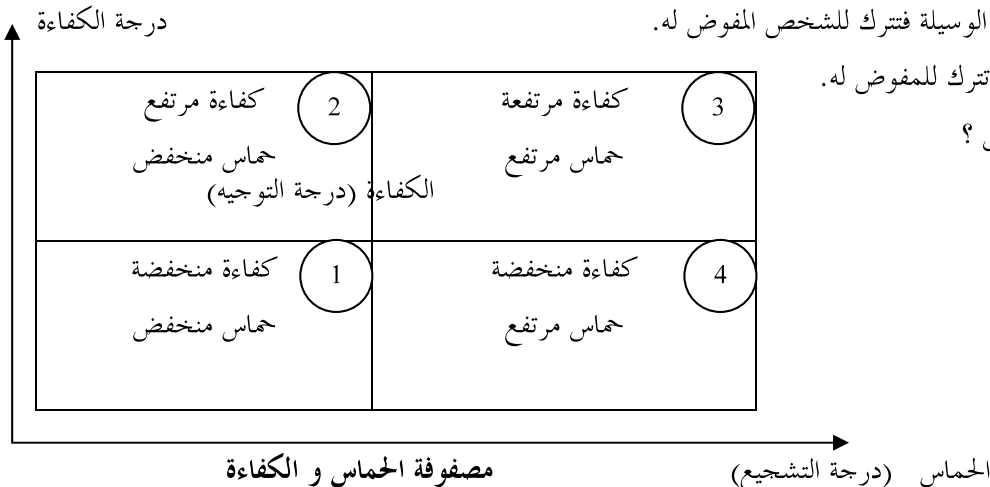 الوسيلة فتترك للشخص المفوض له.
درجة الكفاءة
تترك للمفوض له.
؟
3
كفاءة مرتفعة
حماس مرتفع
2
كفاءة مرتفع
حماس منخفض
الكفاءة (درجة التوجيه)
4
كفاءة منخفضة
حماس مرتفع
1
كفاءة منخفضة
حماس منخفض
الحماس (درجة التشجيع)
مصفوفة الحماس و الكفاءة